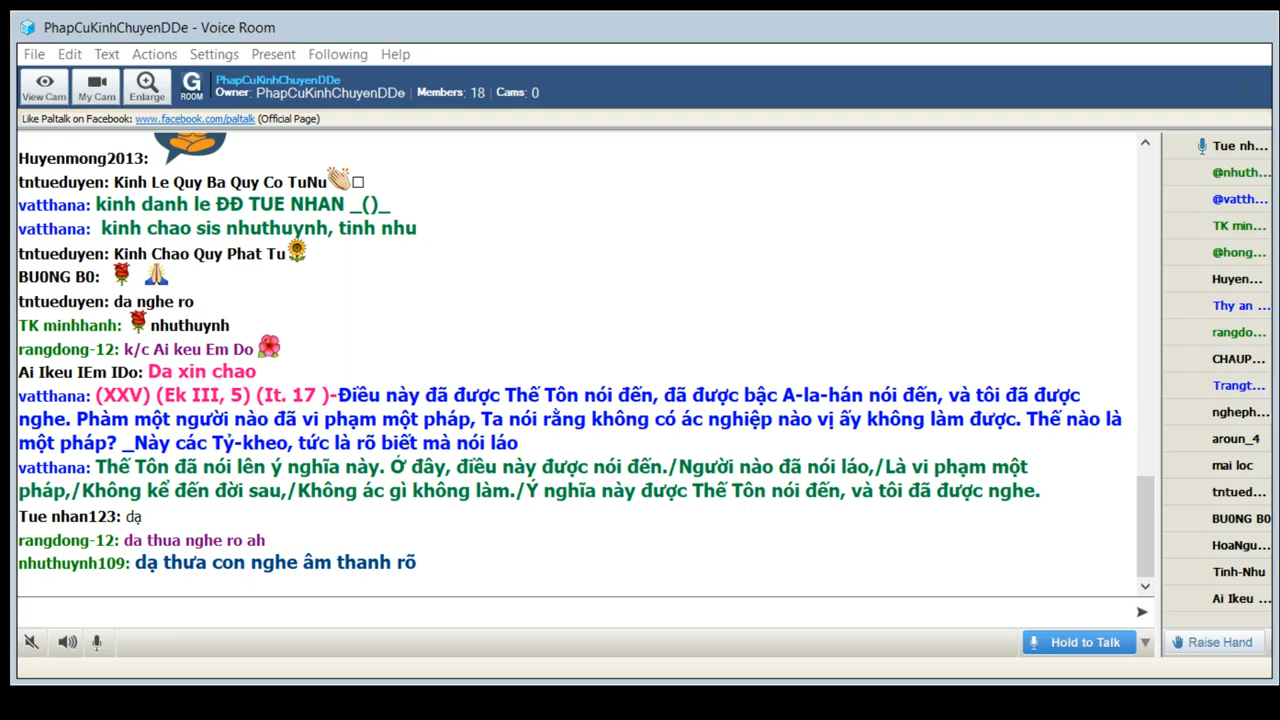 PhapCuKinhChuyenDDe - Voice Room
File Edit Text Actions Settings Present Following Help
View Cam My Cam Enlarge G ROOM PhapCuKinhChuyenDDe
Owner: PhapCuKinhChuyenDDe | Members: 18 | Cams: 0
Like Paltalk on Facebook: www.facebook.com/paltalk (Official Page)
Huyenmong2013:
tntueduyen: Kinh Le Quy Ba Quy Co TuNu
vatthana: kinh danh le ĐĐ TUE NHAN _()_
vatthana: kinh chao sis nhuthuynh, tinh nhu
tntueduyen: Kinh Chao Quy Phat Tu
BU0NG B0:
tntueduyen: da nghe ro
TK minhhanh: nhuthuynh
rangdong-12: k/c Ai keu Em Do
Ai Ikeu IEm IDo: Da xin chao
vatthana: (XXV) (Ek III, 5) (It. 17 )-Điều này đã được Thế Tôn nói đến, đã được bậc A-la-hán nói đến, và tôi đã được
nghe. Phàm một người nào đã vi phạm một pháp, Ta nói rằng không có ác nghiệp nào vị ấy không làm được. Thế nào là
một pháp? _Này các Tỷ-kheo, tức là rõ biết mà nói láo
vatthana: Thế Tôn đã nói lên ý nghĩa này. Ở đây, điều này được nói đến./Người nào đã nói láo,/Là vi phạm một
pháp,/Không kể đến đời sau,/Không ác gì không làm./Ý nghĩa này được Thế Tôn nói đến, và tôi đã được nghe.
Tue nhan123: dạ
rangdong-12: da thua nghe ro ah
nhuthuynh109: dạ thưa con nghe âm thanh rõ
Tue nh...
@nhuth...
@vatth...
TK min...
@hong...
Huyen...
Thy an ...
rangdo...
CHAUP...
Trangt...
ngheph...
aroun_4
mai loc
tntued...
BU0NG B0
HoaNgu...
Tinh-Nhu
Ai Ikeu ...
Hold to Talk
Raise Hand